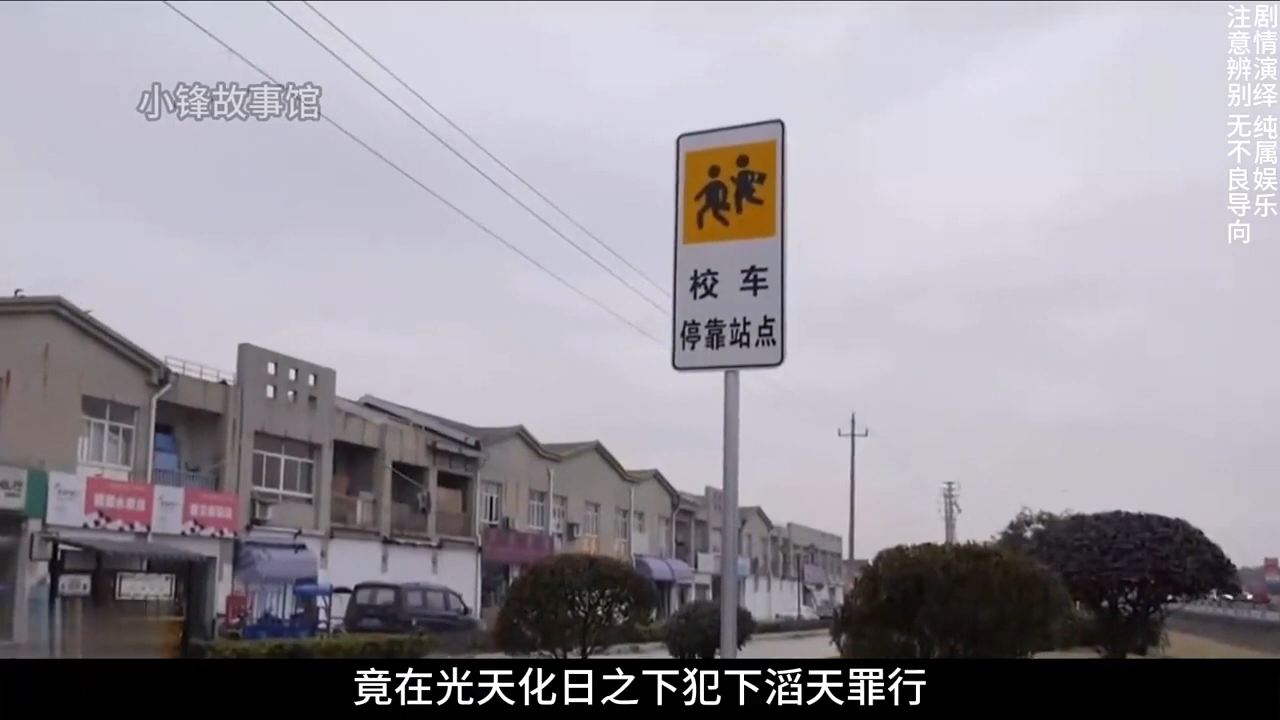 小锋故事馆
剧情演绎 纯属娱乐
注意辨别 无不良导向
校 车
停靠站点
竟在光天化日之下犯下滔天罪行